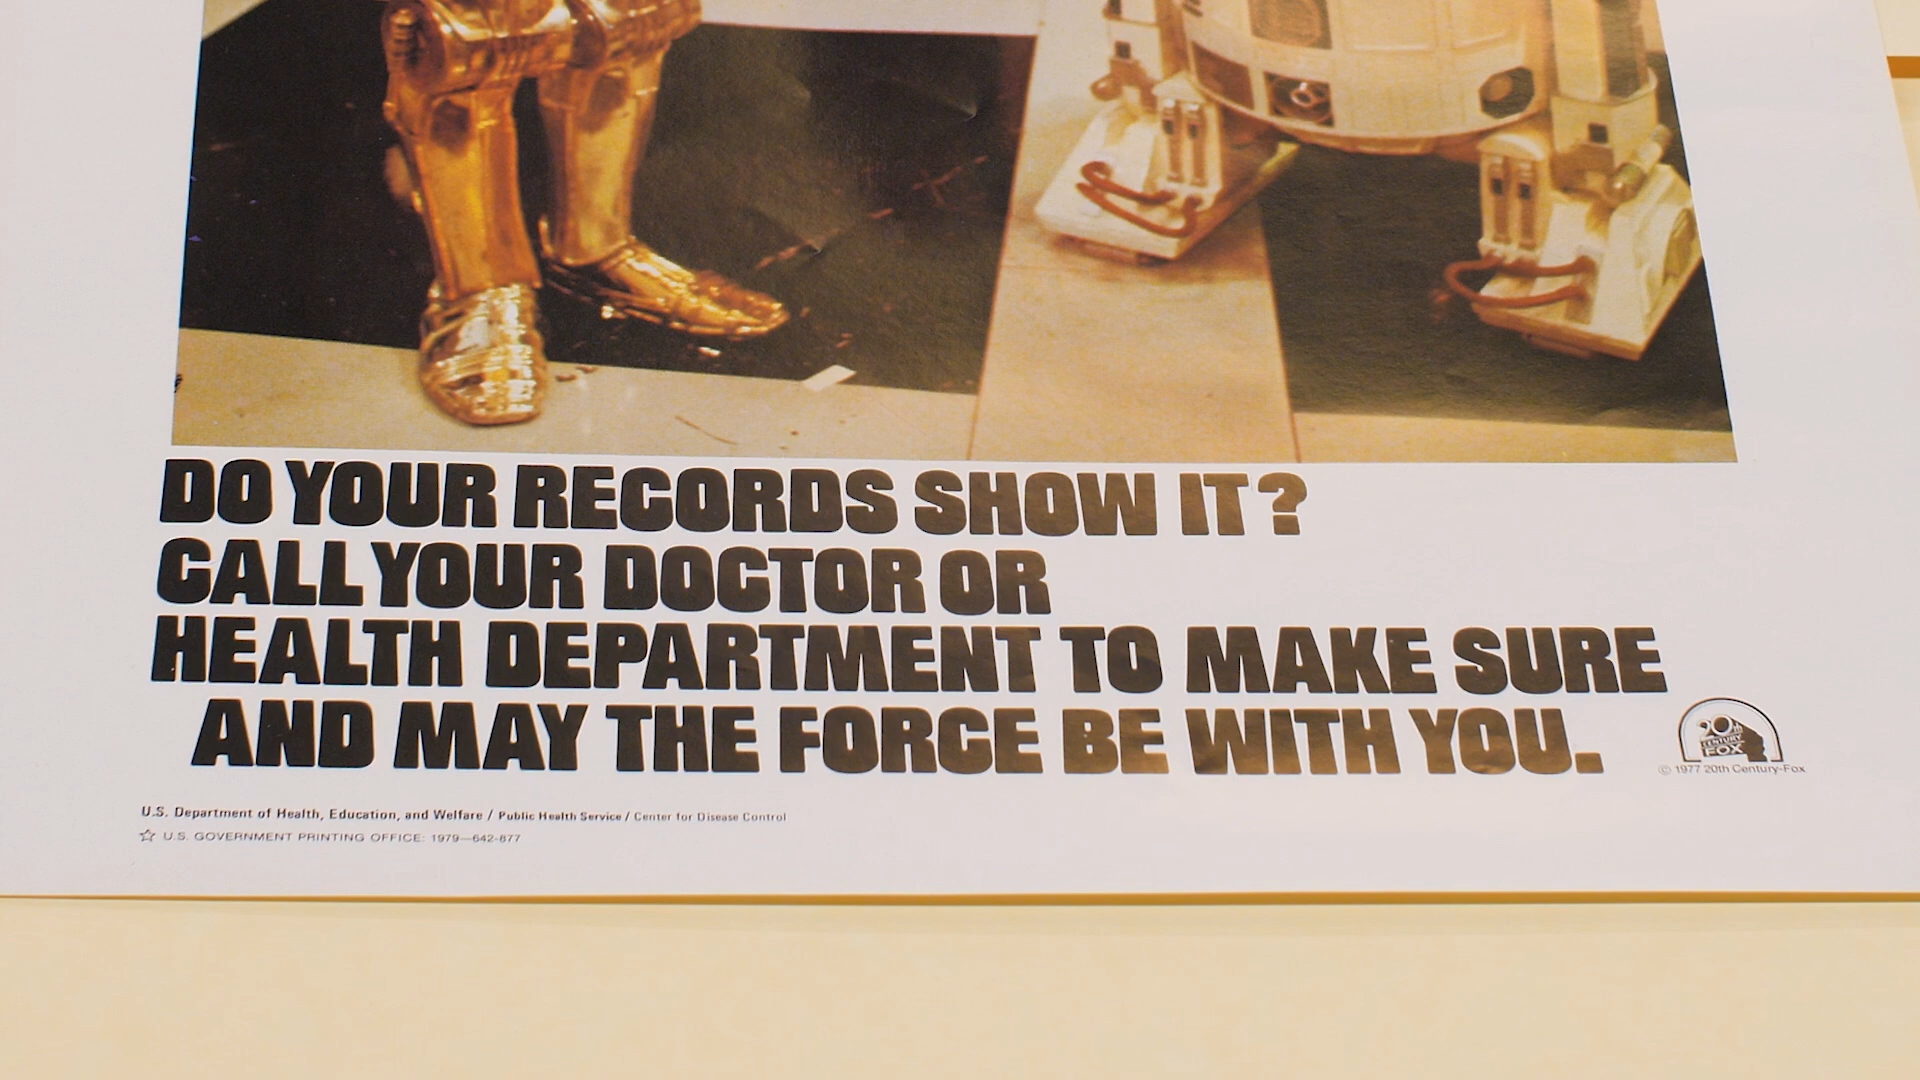 DO YOUR RECORDS SHOW IT?
CALL YOUR DOCTOR OR
HEALTH DEPARTMENT TO MAKE SURE
AND MAY THE FORCE BE WITH YOU.
20th
CENTURY
FOX
© 1977 20th Century-Fox
U.S. Department of Health, Education, and Welfare / Public Health Service / Center for Disease Control
☆ U.S. GOVERNMENT PRINTING OFFICE: 1979—642-877